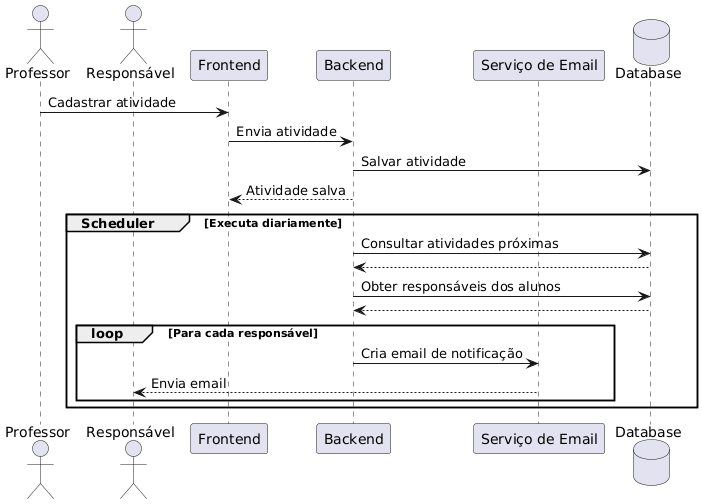 Professor
Responsável
Frontend
Backend
Serviço de Email
Database
Cadastrar atividade
Envia atividade
Salvar atividade
Atividade salva
Scheduler [Executa diariamente]
Consultar atividades próximas
Obter responsáveis dos alunos
loop [Para cada responsável]
Cria email de notificação
Envia email
Professor
Responsável
Frontend
Backend
Serviço de Email
Database